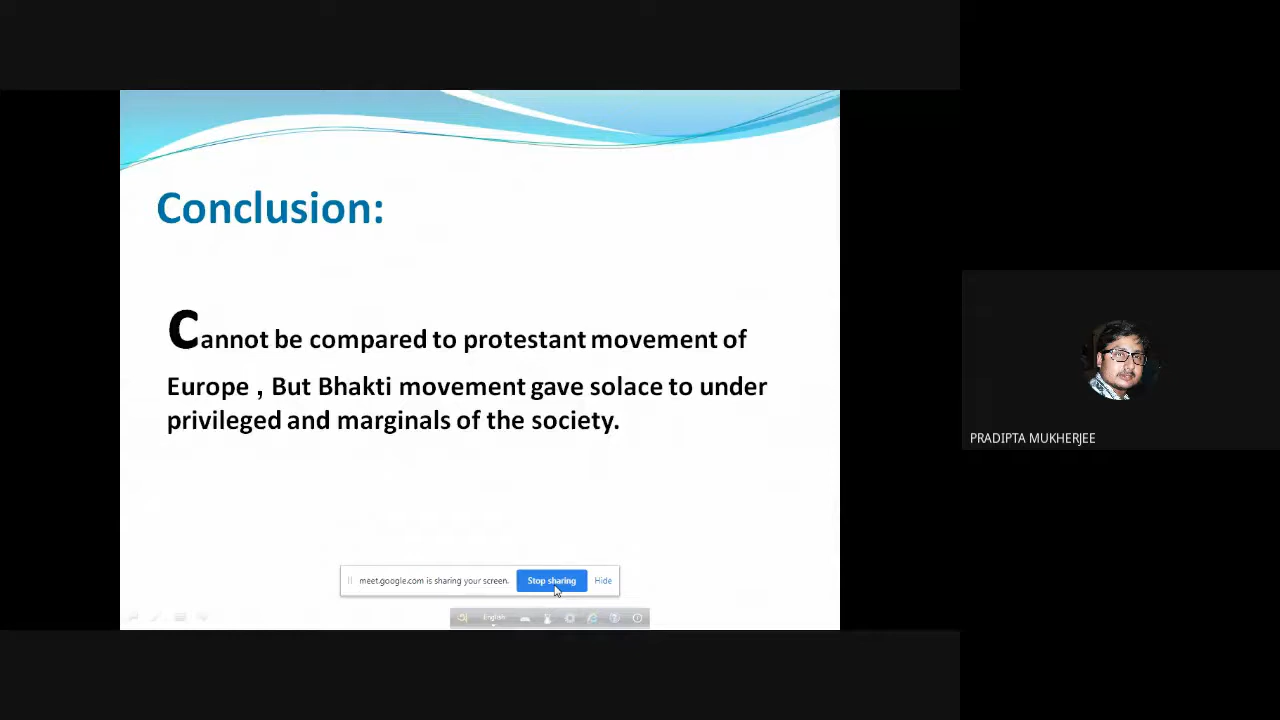 Conclusion:
Cannot be compared to protestant movement of
Europe , But Bhakti movement gave solace to under
privileged and marginals of the society.
PRADIPTA MUKHERJEE
meet.google.com is sharing your screen. Stop sharing Hide
English